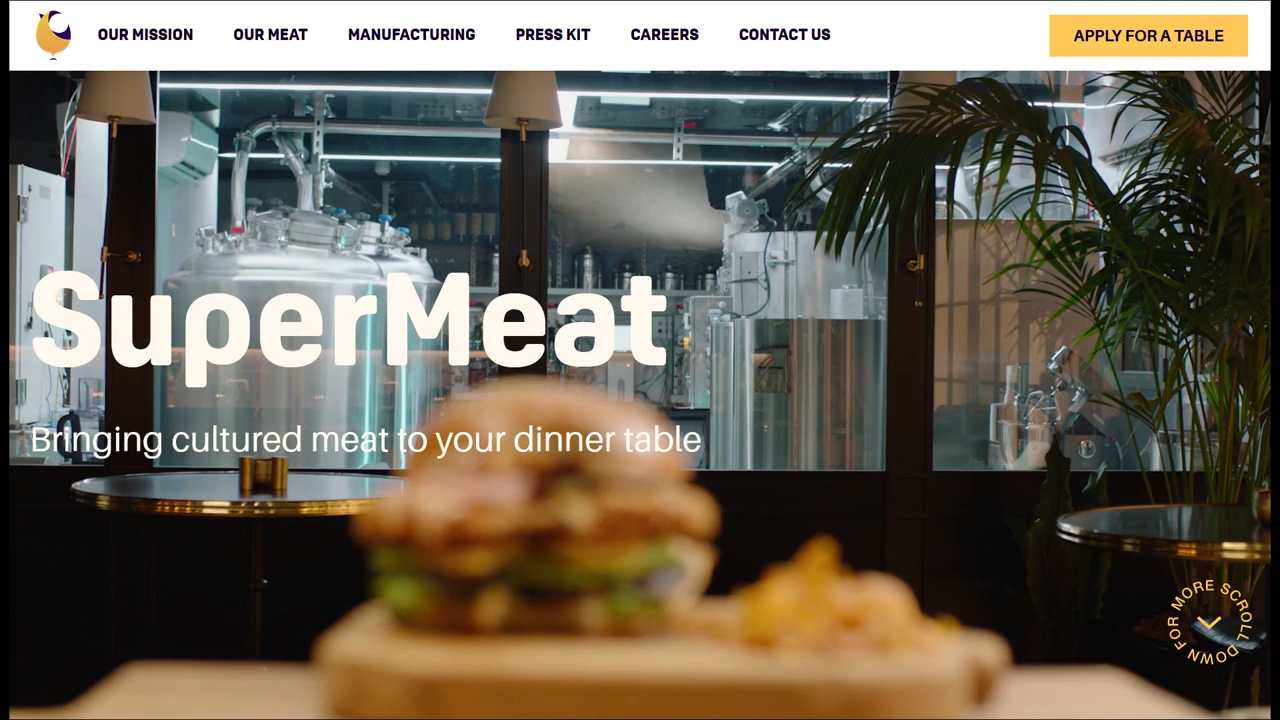 OUR MISSION
OUR MEAT
MANUFACTURING
PRESS KIT
CAREERS
CONTACT US
APPLY FOR A TABLE
SuperMeat
Bringing cultured meat to your dinner table
SCROLL DOWN FOR MORE